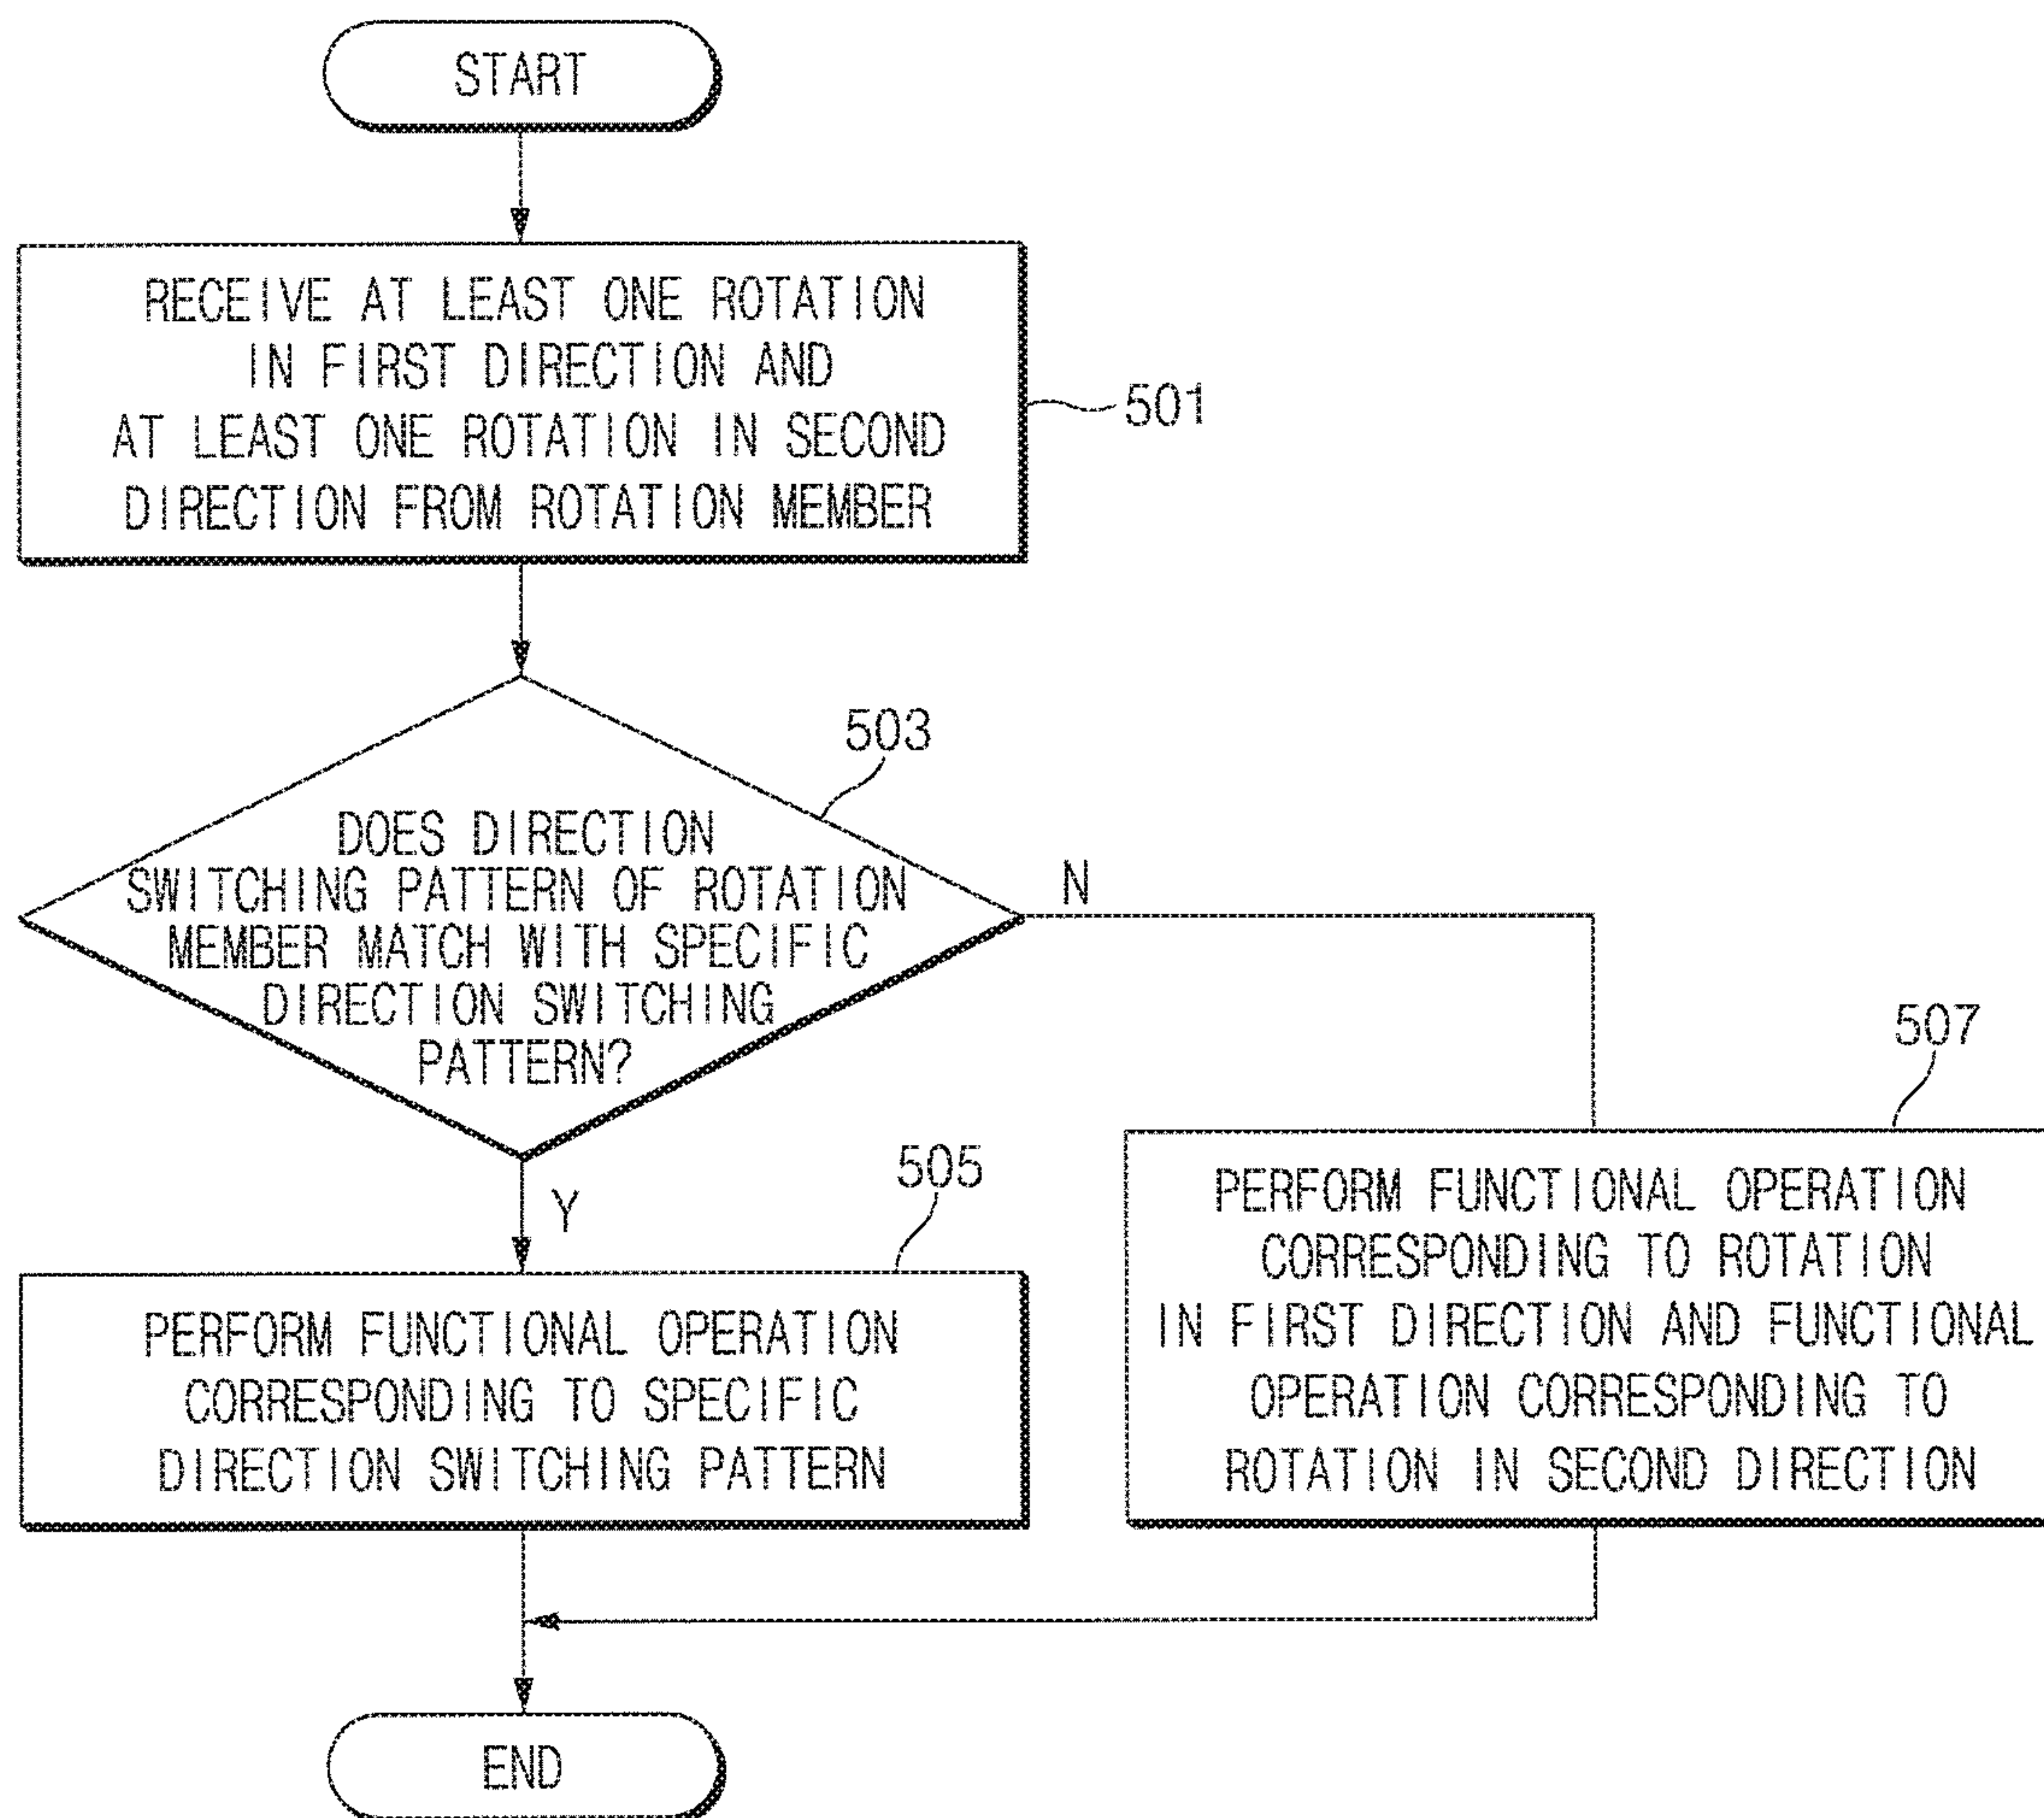 START
RECEIVE AT LEAST ONE ROTATION
IN FIRST DIRECTION AND
AT LEAST ONE ROTATION IN SECOND
DIRECTION FROM ROTATION MEMBER
501
503
DOES DIRECTION
SWITCHING PATTERN OF ROTATION
MEMBER MATCH WITH SPECIFIC
DIRECTION SWITCHING
PATTERN?
N
Y
505
PERFORM FUNCTIONAL OPERATION
CORRESPONDING TO SPECIFIC
DIRECTION SWITCHING PATTERN
507
PERFORM FUNCTIONAL OPERATION
CORRESPONDING TO ROTATION
IN FIRST DIRECTION AND FUNCTIONAL
OPERATION CORRESPONDING TO
ROTATION IN SECOND DIRECTION
END